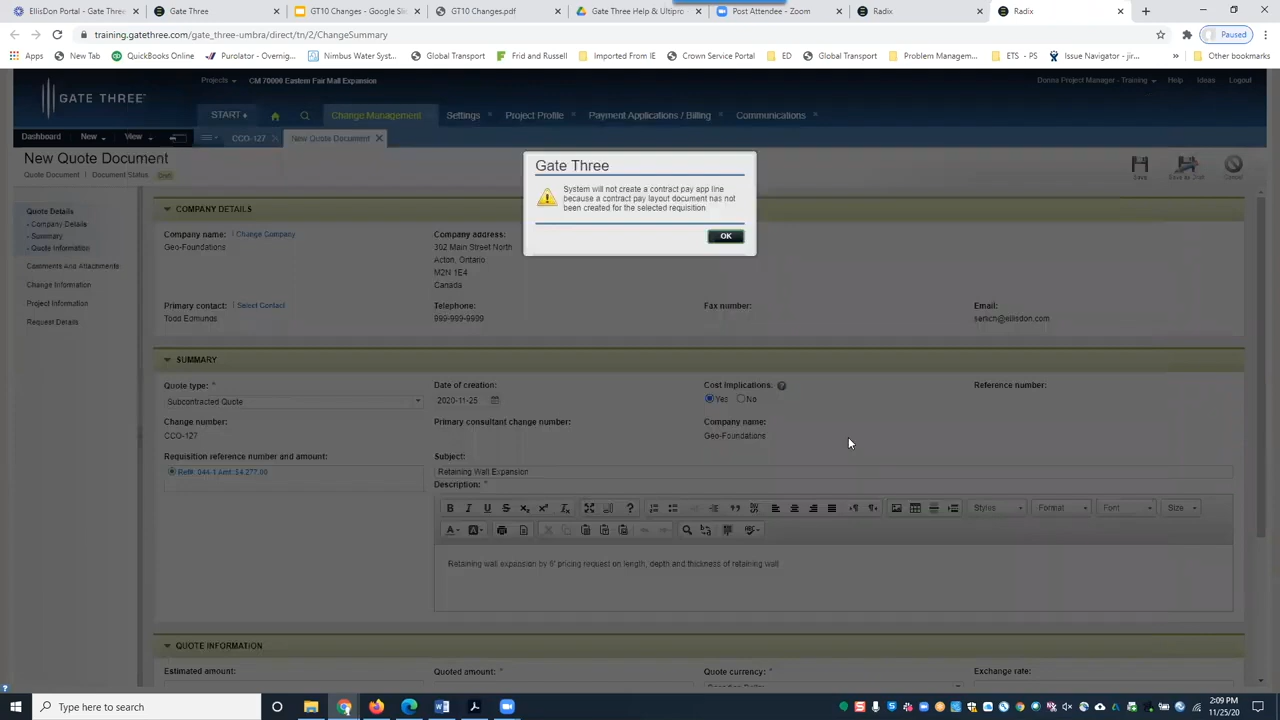 EllisDon Portal - Gate Three
Gate Three
GT10 Changes - Google Sli
GT10 Changes.pdf
Gate Three Help & Ultipro
Post Attendee - Zoom
Radix
Radix
training.gatethree.com/gate_three-umbra/direct/tn/2/ChangeSummary
Paused
Apps
New Tab
QuickBooks Online
Purolator - Overnig...
Nimbus Water Sys...
Global Transport
Frid and Russell
Imported From IE
Crown Service Portal
ED
Global Transport
Problem Manageme...
ETS - PS
Issue Navigator - jir...
Other bookmarks
GATE THREE
Projects
CM 70000 Eastern Fair Mall Expansion
Donna Project Manager - Training
Help
Ideas
Logout
START
Change Management
Settings
Project Profile
Payment Applications / Billing
Communications
Dashboard
New
View
CCO-127
New Quote Document
New Quote Document
Quote Document
Document Status
Draft
Save
Save as Draft
Cancel
Gate Three
System will not create a contract pay app line
because a contract pay layout document has not
been created for the selected requisition
OK
Quote Details
- Company Details
- Summary
- Quote Information
Comments And Attachments
Change Information
Project Information
Request Details
COMPANY DETAILS
Company name: | Change Company
Geo-Foundations
Company address:
302 Main Street North
Acton, Ontario
M2N 1E4
Canada
Primary contact: | Select Contact
Todd Edmunds
Telephone:
999-999-9999
Fax number:
Email:
SUMMARY
Quote type: *
Subcontracted Quote
Date of creation:
2020-11-25
Cost implications:
Yes
No
Reference number:
Change number:
CCO-127
Primary consultant change number:
Company name:
Geo-Foundations
Requisition reference number and amount:
Ref#: 044-1 Amt: 54,277.00
Subject:
Retaining Wall Expansion
Description: *
Styles
Format
Font
Size
Retaining wall expansion by 6' pricing request on length, depth and thickness of retaining wall
QUOTE INFORMATION
Estimated amount:
Quoted amount: *
Quote currency: *
Exchange rate:
Canadian Dollar
Type here to search
2:09 PM
11/25/20